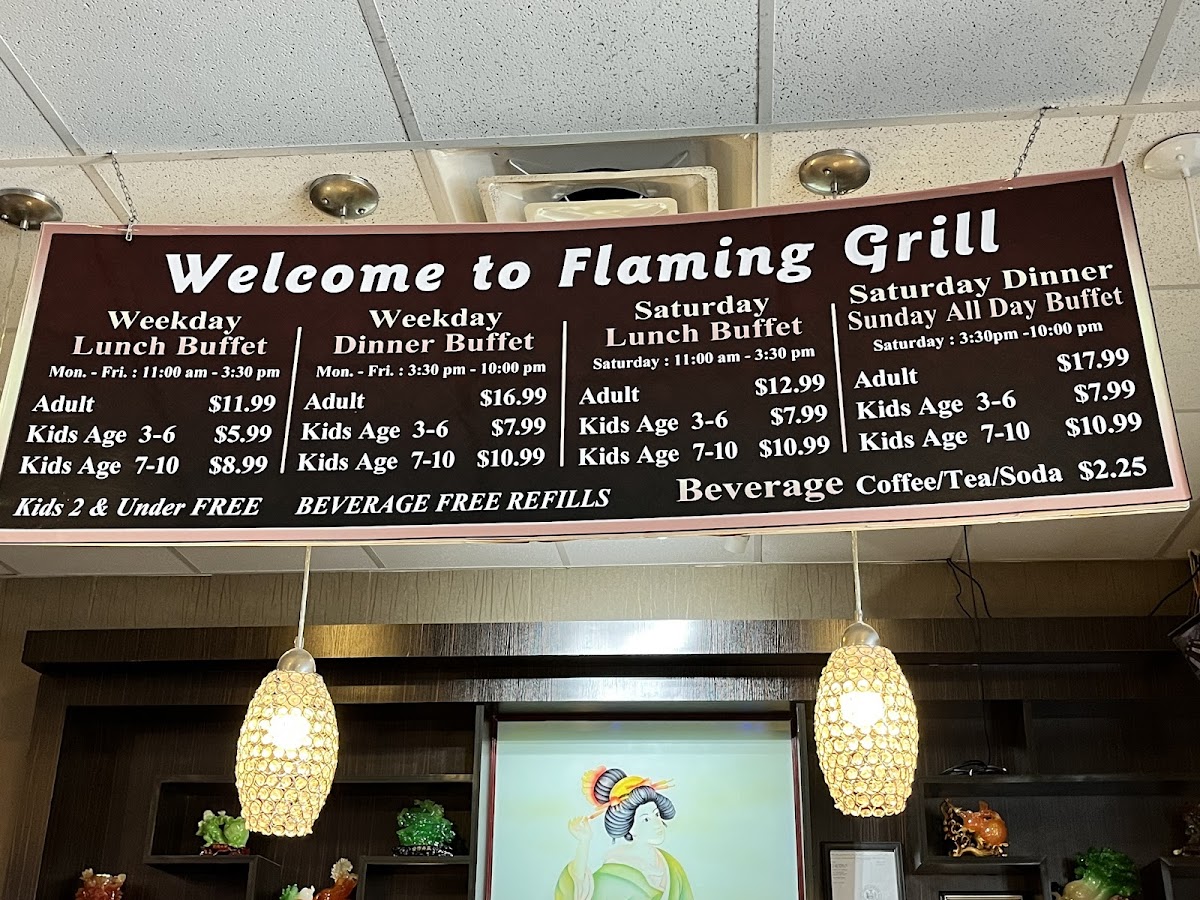 Welcome to Flaming Grill
Weekday
Lunch Buffet
Mon. - Fri. : 11:00 am - 3:30 pm
Adult $11.99
Kids Age 3-6 $5.99
Kids Age 7-10 $8.99
Weekday
Dinner Buffet
Mon. - Fri. : 3:30 pm - 10:00 pm
Adult $16.99
Kids Age 3-6 $7.99
Kids Age 7-10 $10.99
Saturday
Lunch Buffet
Saturday : 11:00 am - 3:30 pm
Adult $12.99
Kids Age 3-6 $7.99
Kids Age 7-10 $10.99
Saturday Dinner
Sunday All Day Buffet
Saturday : 3:30pm -10:00 pm
Adult $17.99
Kids Age 3-6 $7.99
Kids Age 7-10 $10.99
Kids 2 & Under FREE BEVERAGE FREE REFILLS Beverage Coffee/Tea/Soda $2.25